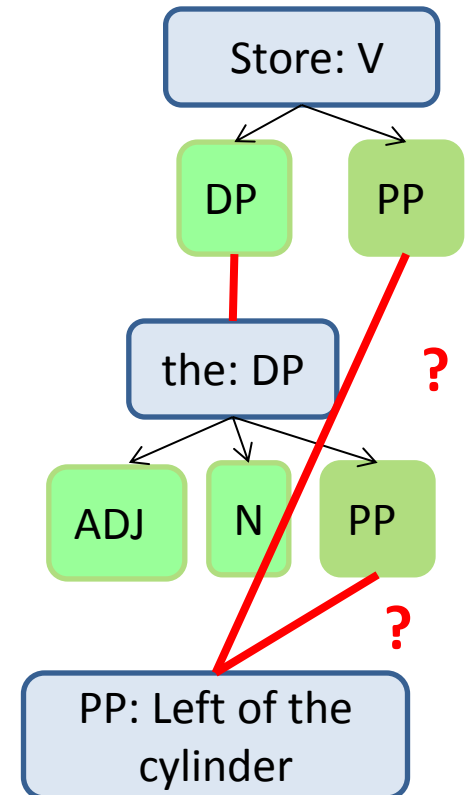 Store: V
DP PP
the: DP
?
ADJ N PP
?
PP: Left of the
cylinder